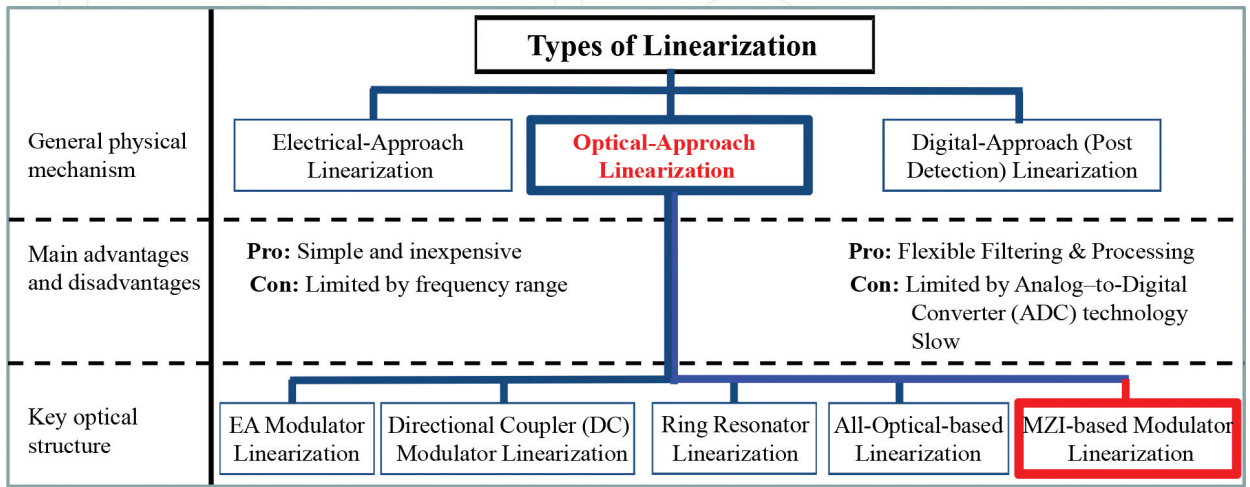 Types of Linearization
General physical
mechanism
Electrical-Approach
Linearization
Optical-Approach
Linearization
Digital-Approach (Post
Detection) Linearization
Main advantages
and disadvantages
Pro: Simple and inexpensive
Con: Limited by frequency range
Pro: Flexible Filtering & Processing
Con: Limited by Analog–to-Digital
Converter (ADC) technology
Slow
Key optical
structure
EA Modulator
Linearization
Directional Coupler (DC)
Modulator Linearization
Ring Resonator
Linearization
All-Optical-based
Linearization
MZI-based Modulator
Linearization